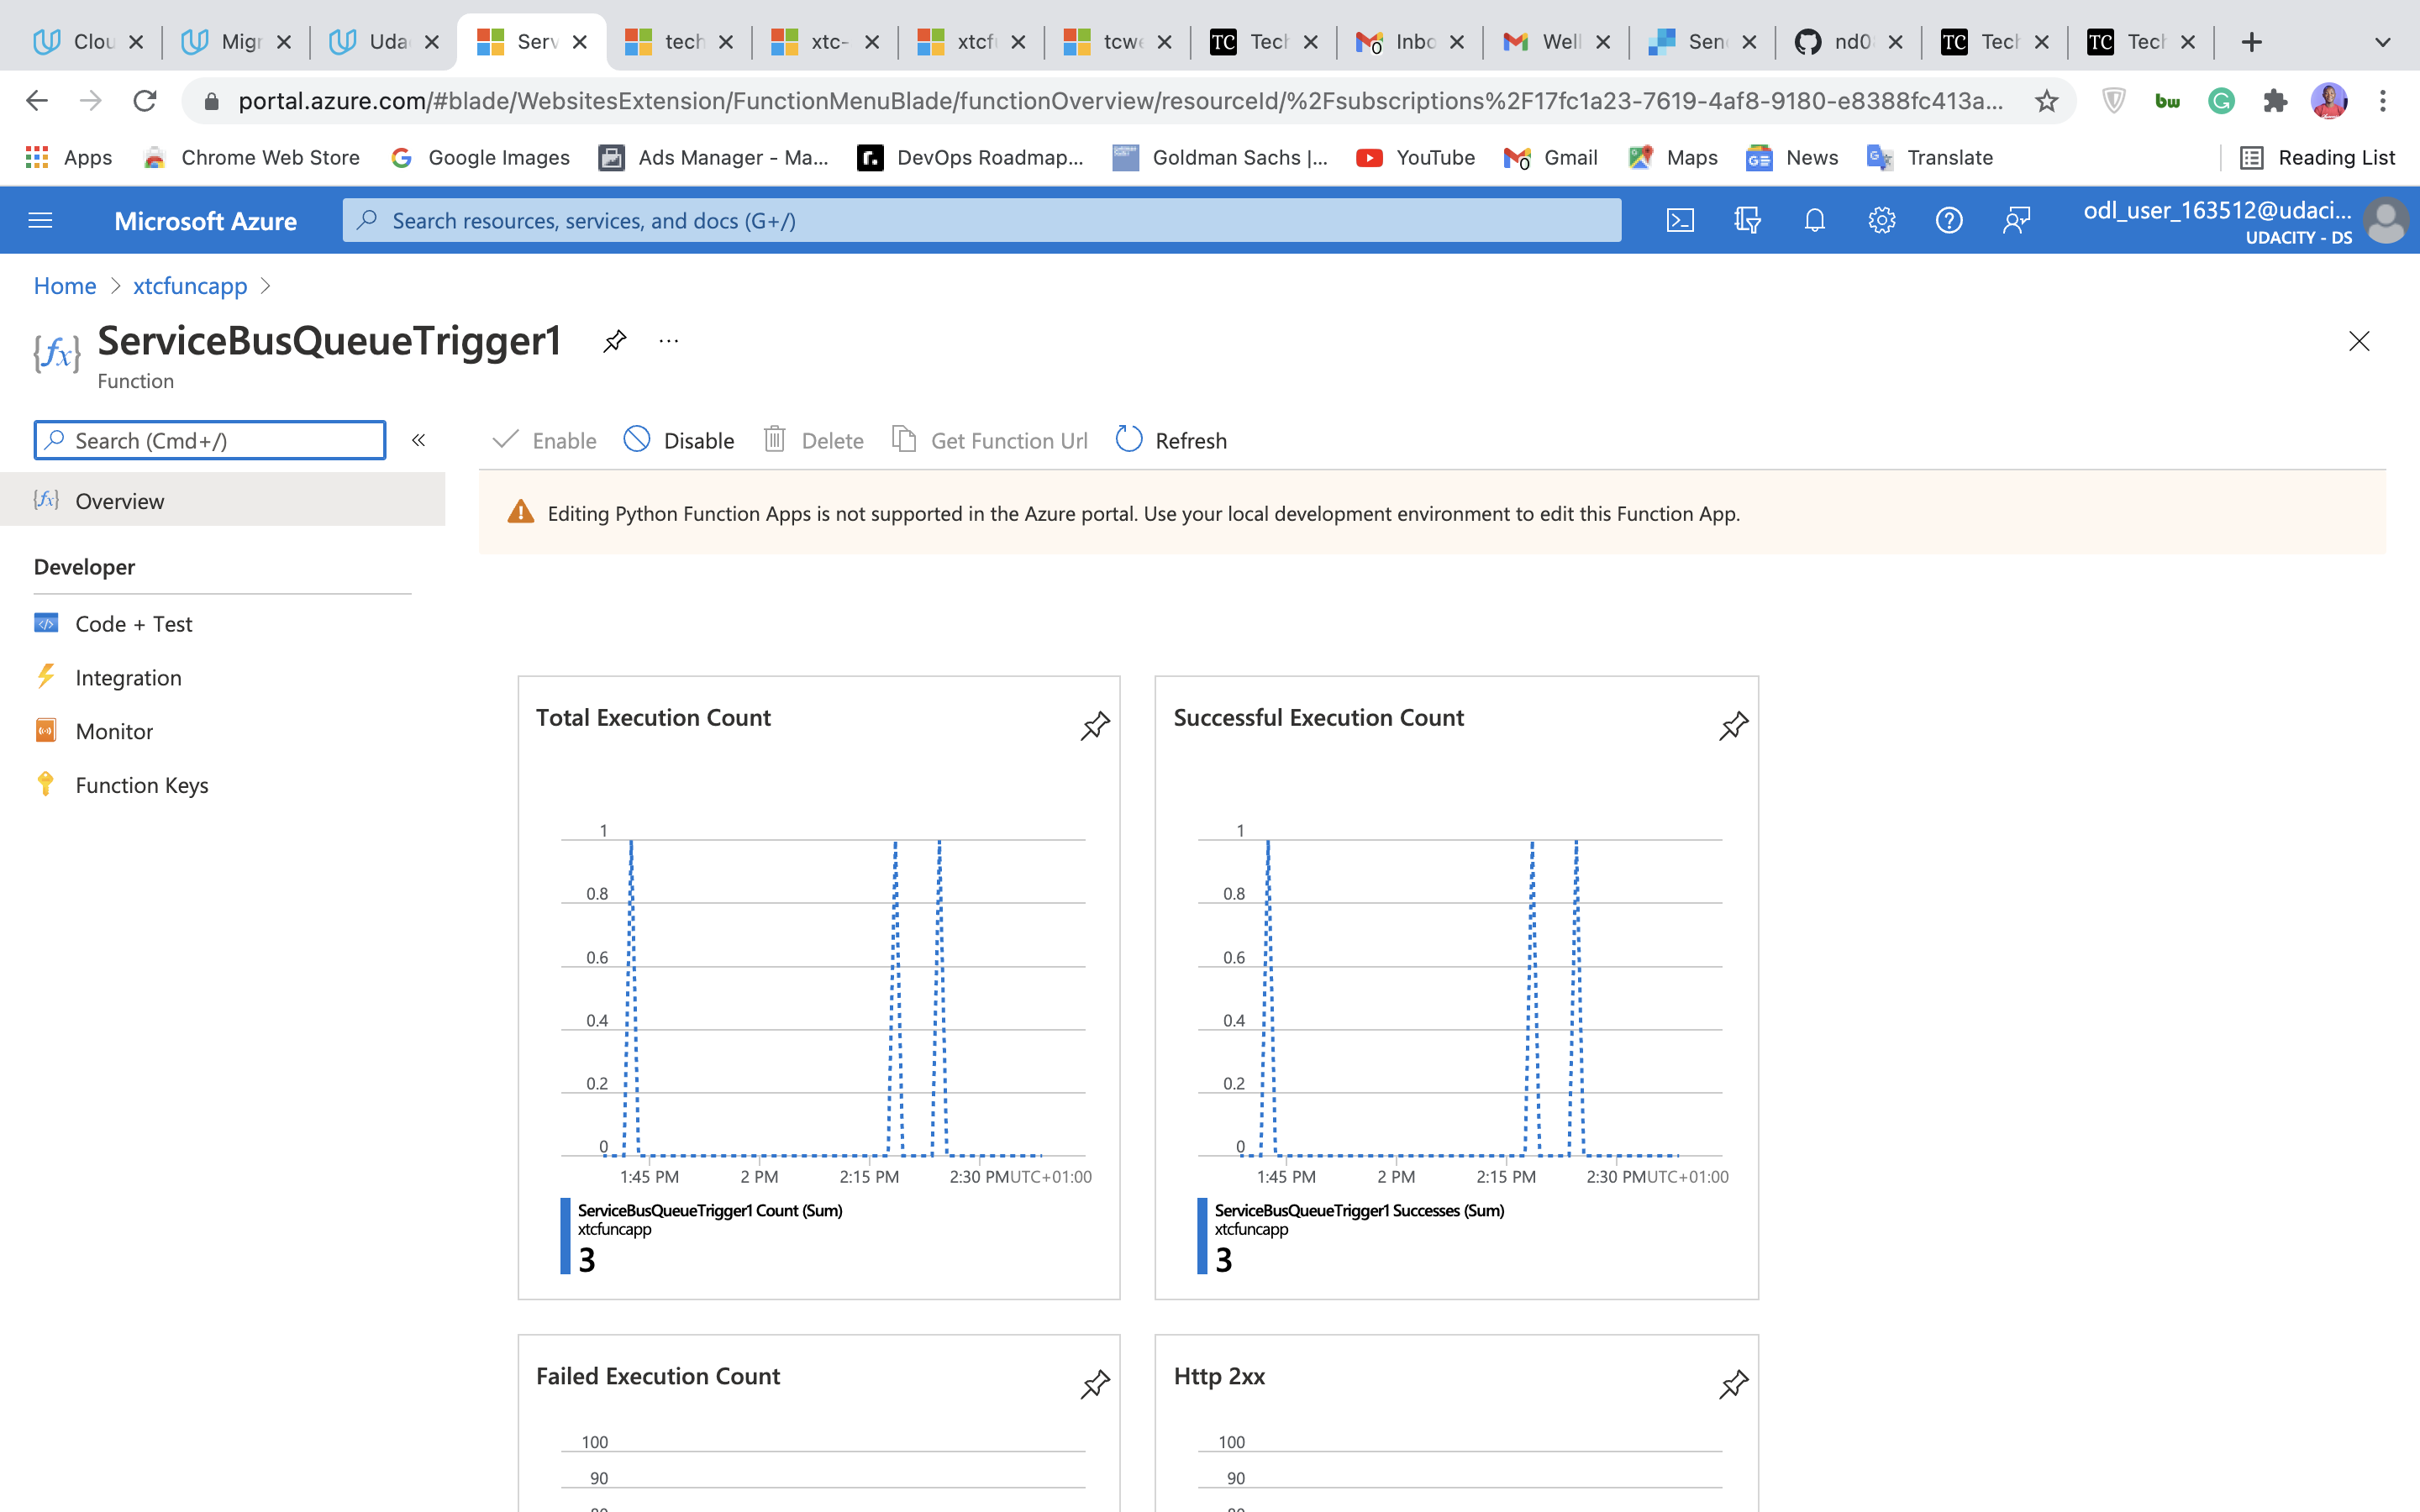 Clou
Migr
Uda
Serv
tech
xtc-
xtcf
tcwe
TC Tech
Inbo
Well
Sen
nd0
TC Tech
TC Tech
portal.azure.com/#blade/WebsitesExtension/FunctionMenuBlade/functionOverview/resourceId/%2Fsubscriptions%2F17fc1a23-7619-4af8-9180-e8388fc413a...
Apps
Chrome Web Store
Google Images
Ads Manager - Ma...
DevOps Roadmap...
Goldman Sachs |...
YouTube
Gmail
Maps
News
Translate
Reading List
Microsoft Azure
Search resources, services, and docs (G+/)
odl_user_163512@udaci...
UDACITY - DS
Home > xtcfuncapp >
ServiceBusQueueTrigger1
Function
Search (Cmd+/)
Enable
Disable
Delete
Get Function Url
Refresh
Overview
Editing Python Function Apps is not supported in the Azure portal. Use your local development environment to edit this Function App.
Developer
Code + Test
Integration
Monitor
Function Keys
Total Execution Count
1
0.8
0.6
0.4
0.2
0
1:45 PM 2 PM 2:15 PM 2:30 PM UTC+01:00
ServiceBusQueueTrigger1 Count (Sum)
xtcfuncapp
3
Successful Execution Count
1
0.8
0.6
0.4
0.2
0
1:45 PM 2 PM 2:15 PM 2:30 PM UTC+01:00
ServiceBusQueueTrigger1 Successes (Sum)
xtcfuncapp
3
Failed Execution Count
100
90
Http 2xx
100
90